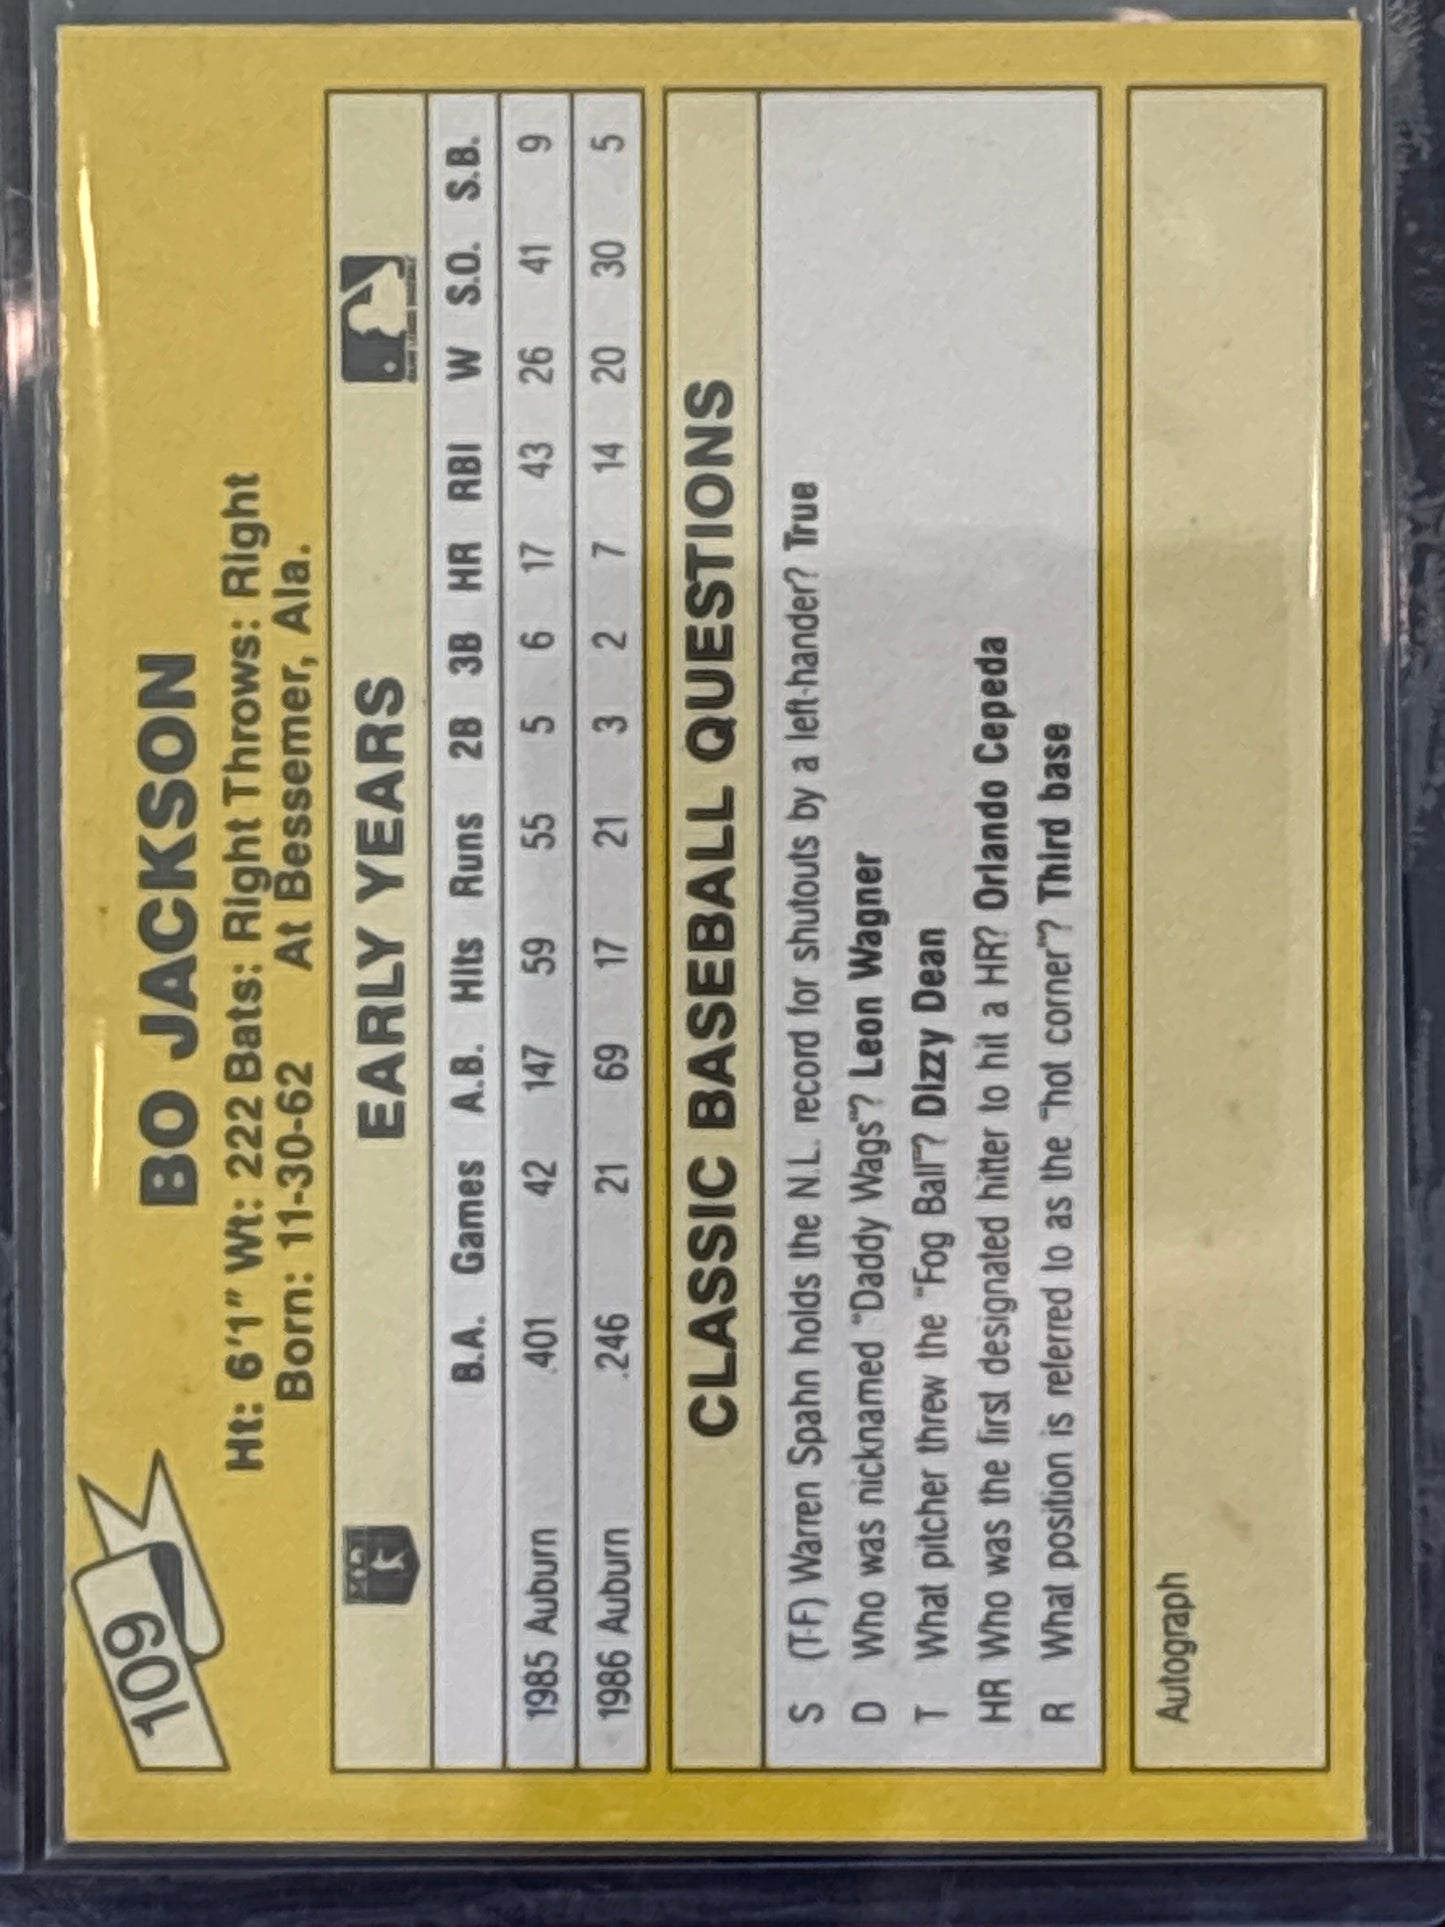 109
BO JACKSON
Ht: 6'1" Wt: 222 Bats: Right Throws: Right
Born: 11-30-62 At Bessemer, Ala.
EARLY YEARS
B.A. Games A.B. Hits Runs 2B 3B HR RBI W S.O. S.B.
1985 Auburn .401 42 147 59 55 5 6 17 43 26 41 9
1986 Auburn .246 21 69 17 21 3 2 7 14 20 30 5
CLASSIC BASEBALL QUESTIONS
S (T-F) Warren Spahn holds the N.L. record for shutouts by a left-hander? True
D Who was nicknamed "Daddy Wags"? Leon Wagner
T What pitcher threw the "Fog Ball"? Dizzy Dean
HR Who was the first designated hitter to hit a HR? Orlando Cepeda
R What position is referred to as the "hot corner"? Third base
Autograph